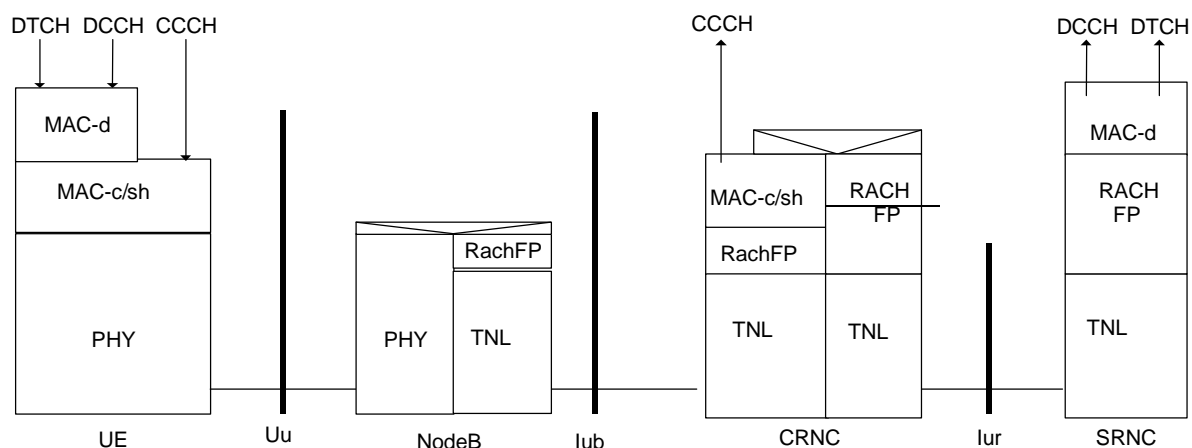 DTCH DCCH CCCH
CCCH
DCCH DTCH
MAC-d
MAC-d
MAC-c/sh
MAC-c/sh
RACH
FP
RACH
FP
RachFP
RachFP
PHY
PHY
TNL
TNL
TNL
TNL
UE
Uu
NodeB
Iub
CRNC
Iur
SRNC